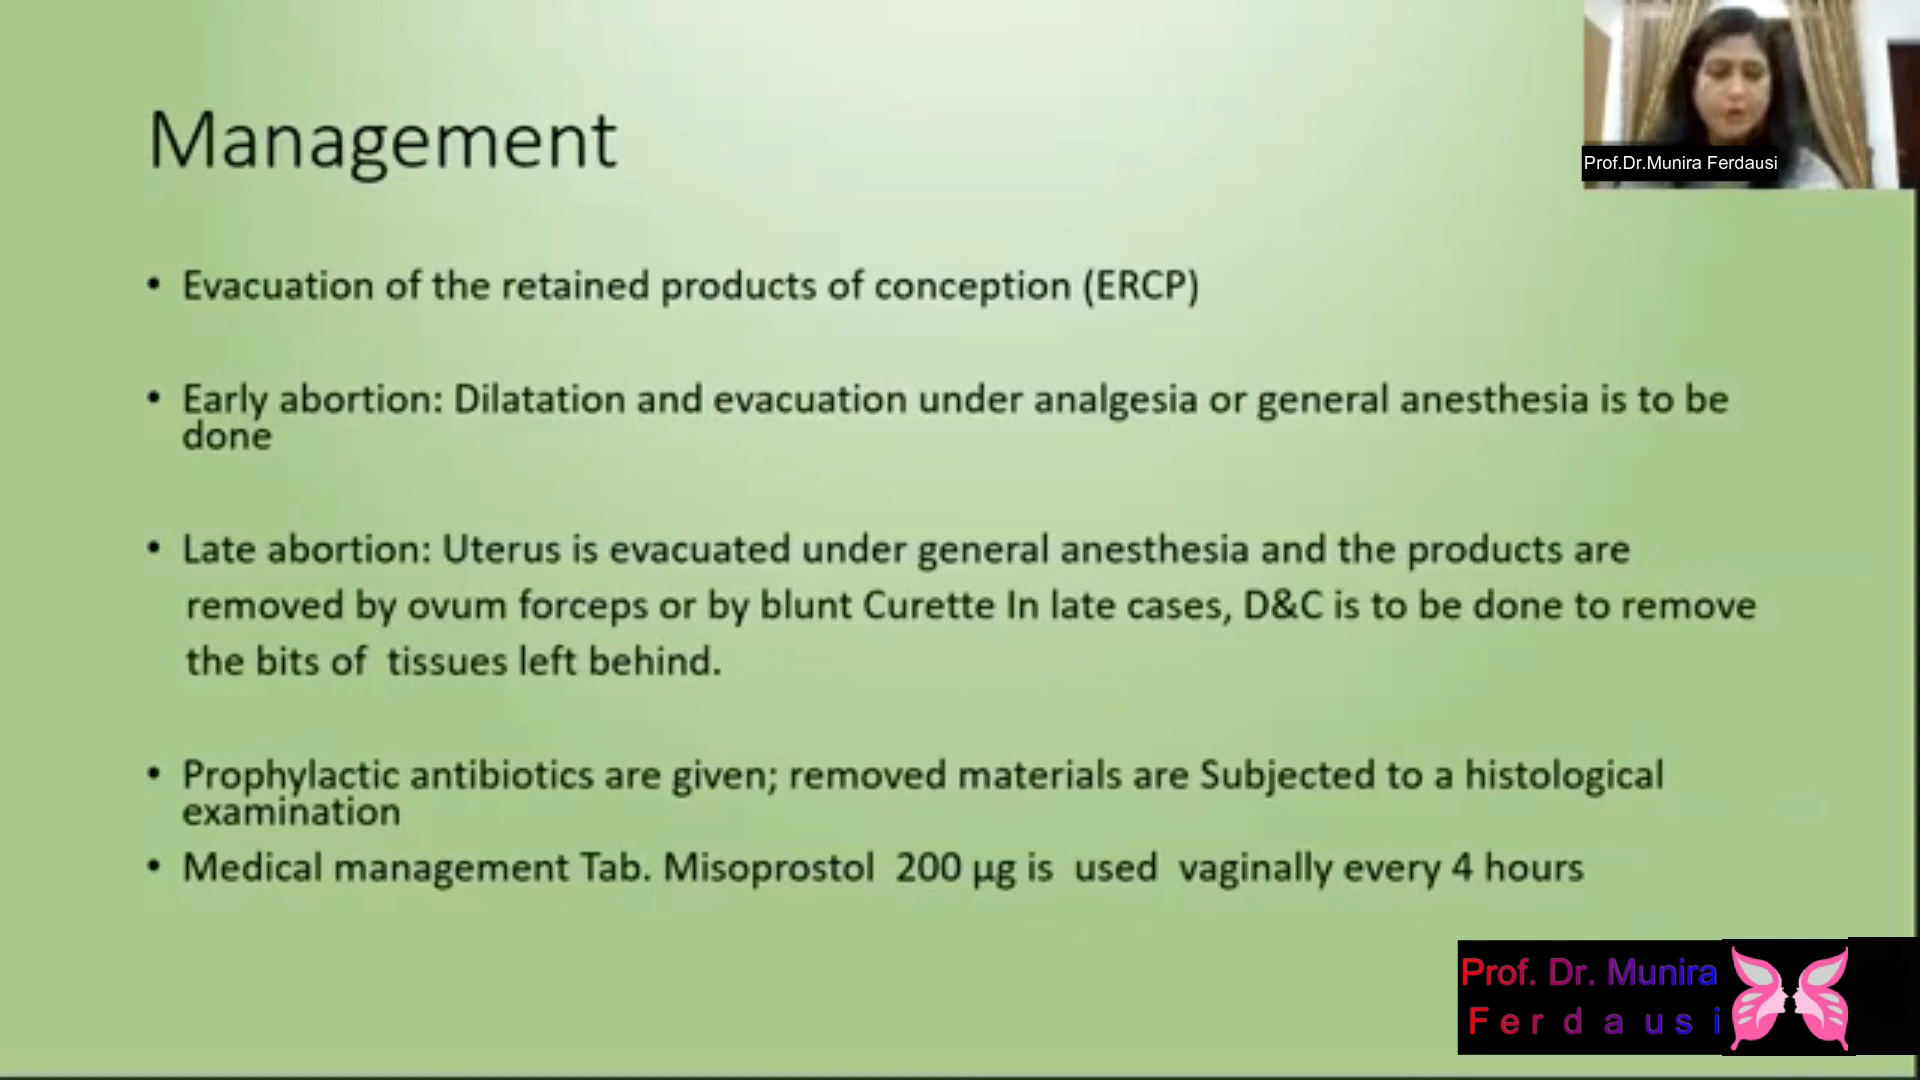 Prof.Dr.Munira Ferdausi
Management
• Evacuation of the retained products of conception (ERCP)
• Early abortion: Dilatation and evacuation under analgesia or general anesthesia is to be
done
• Late abortion: Uterus is evacuated under general anesthesia and the products are
removed by ovum forceps or by blunt Curette In late cases, D&C is to be done to remove
the bits of tissues left behind.
• Prophylactic antibiotics are given; removed materials are Subjected to a histological
examination
• Medical management Tab. Misoprostol 200 µg is used vaginally every 4 hours
Prof. Dr. Munira
Ferdausi